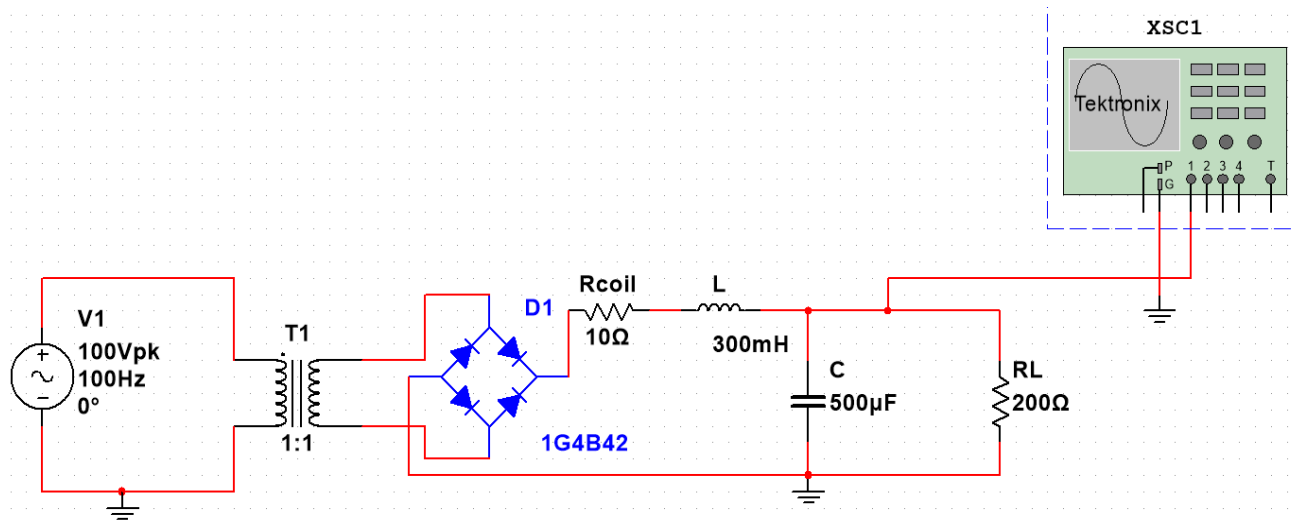 XSC1
Tektronix
P
G
1 2 3 4 T
V1
100Vpk
100Hz
0°
T1
1:1
D1
1G4B42
Rcoil
10Ω
L
300mH
C
500µF
RL
200Ω